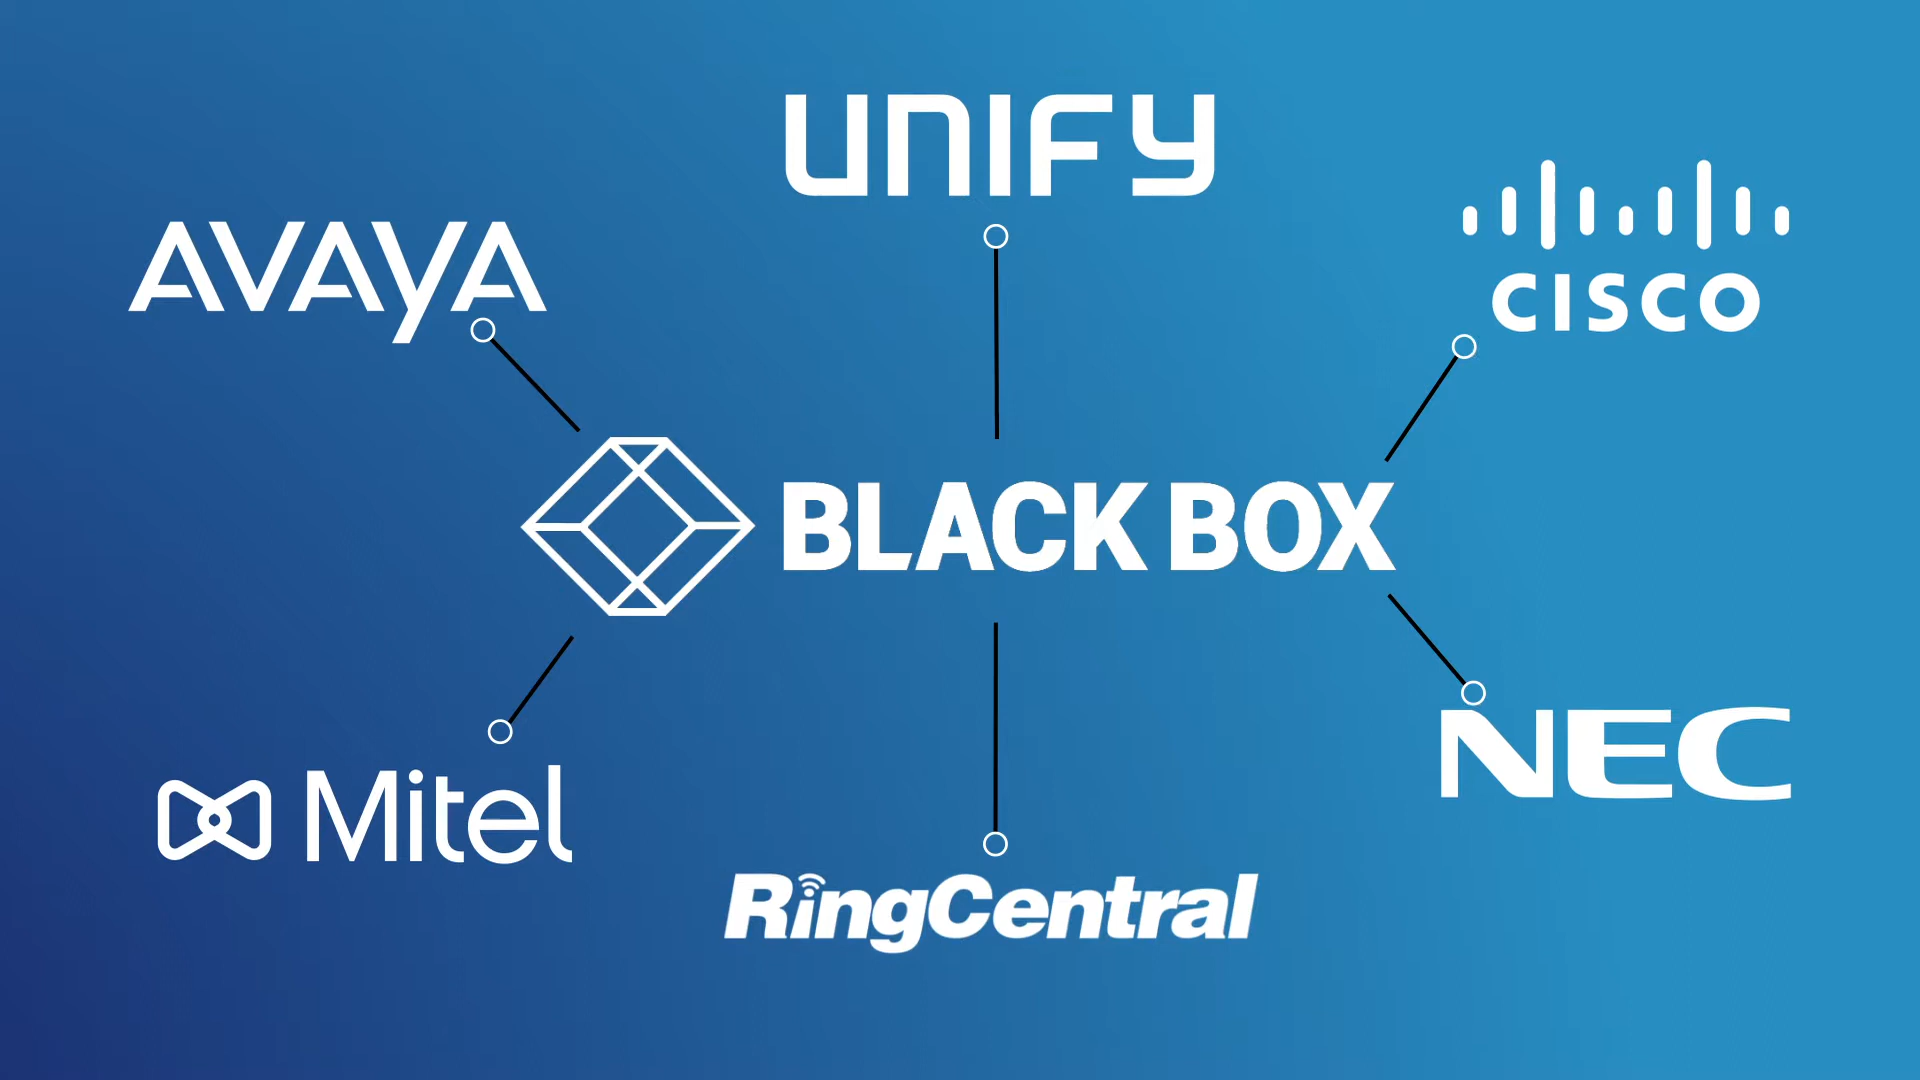 UNIFY
AVAYA
CISCO
BLACK BOX
Mitel
NEC
RingCentral